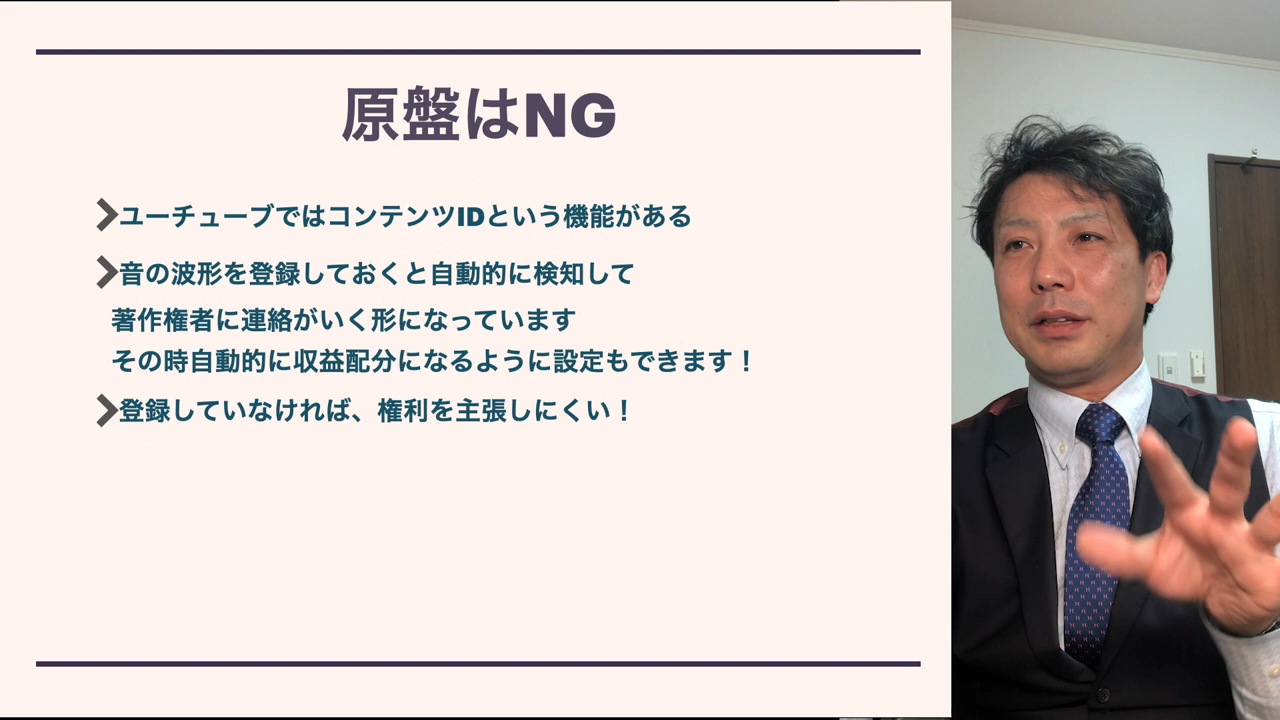 原盤はNG
ユーチューブではコンテンツIDという機能がある
音の波形を登録しておくと自動的に検知して
著作権者に連絡がいく形になっています
その時自動的に収益配分になるように設定もできます！
登録していなければ、権利を主張しにくい！